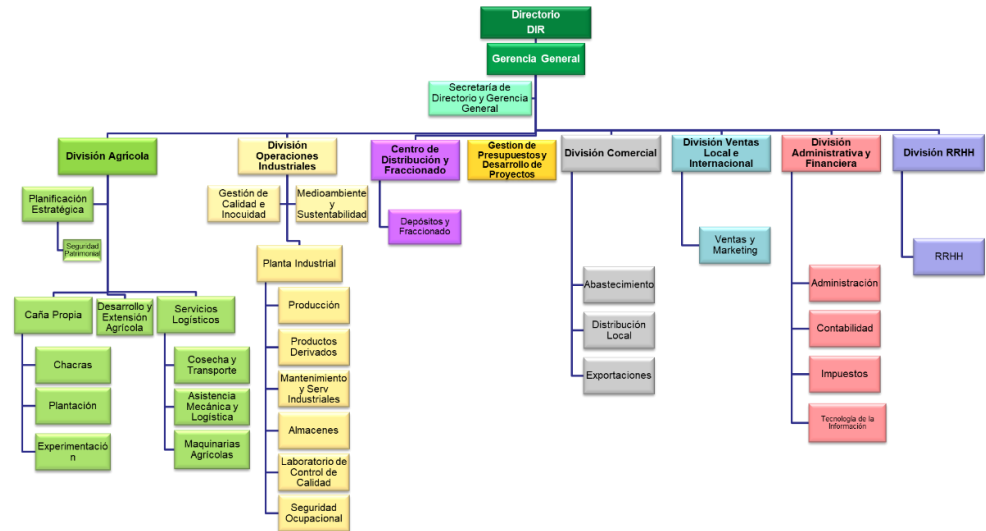 Directorio
DIR
Gerencia General
Secretaría de
Directorio y Gerencia
General
División Agrícola
División
Operaciones
Industriales
Centro de
Distribución y
Fraccionado
Gestion de
Presupuestos y
Desarrollo de
Proyectos
División Comercial
División Ventas
Local e
Internacional
División
Administrativa y
Financiera
División RRHH
Planificación
Estratégica
Seguridad
Patrimonial
Gestión de
Calidad e
Inocuidad
Medioambiente
y
Sustentabilidad
Depósitos y
Fraccionado
Ventas y
Marketing
RRHH
Planta Industrial
Caña Propia
Desarrollo y
Extensión
Agrícola
Servicios
Logísticos
Chacras
Plantación
Experimentació
n
Cosecha y
Transporte
Asistencia
Mecánica y
Logística
Maquinarias
Agrícolas
Producción
Productos
Derivados
Mantenimiento
y Serv
Industriales
Almacenes
Laboratorio de
Control de
Calidad
Seguridad
Ocupacional
Abastecimiento
Distribución
Local
Exportaciones
Administración
Contabilidad
Impuestos
Tecnología de la
Información